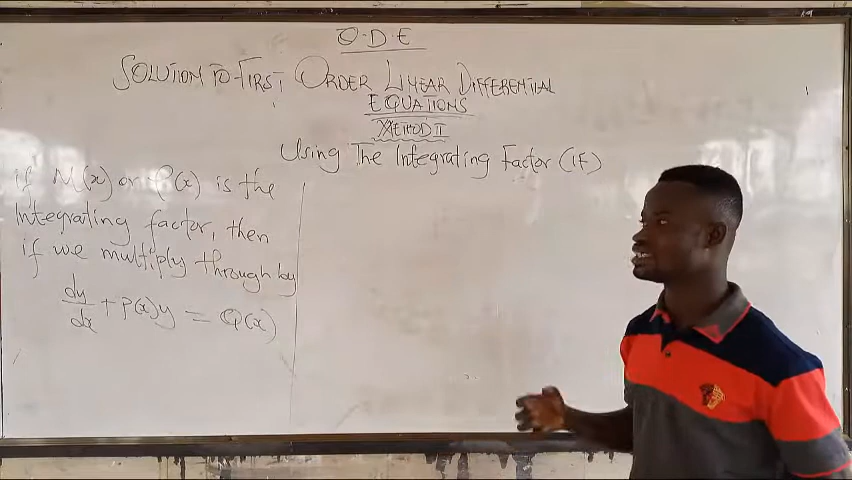 O.D.E
SOLUTION TO FIRST ORDER LINEAR DIFFERENTIAL
EQUATIONS
METHOD II
Using The Integrating Factor (IF)
if M(x) or φ(x) is the
Integrating factor, then
if we multiply through by
dy/dx + P(x)y = Q(x)